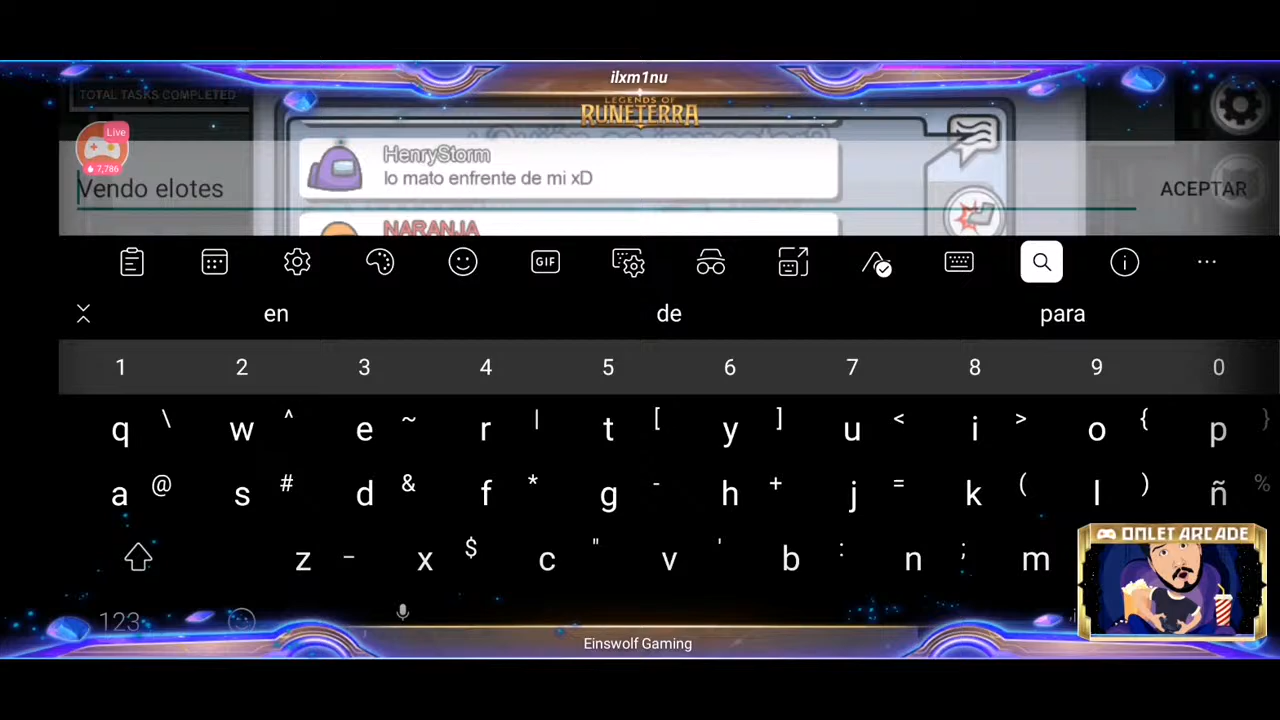 ilxm1nu
LEGENDS OF
RUNETERRA
TOTAL TASKS COMPLETED
Live
7,786
HenryStorm
lo mato enfrente de mi xD
Vendo elotes
ACEPTAR
NARANJA
GIF
en de para
1 2 3 4 5 6 7 8 9 0
q \ w ^ e ~ r | t [ y ] u < i > o { p }
a @ s # d & f * g - h + j = k ( l ) ñ %
z _ x $ c " v ' b : n ; m
OMLET ARCADE
123
Einswolf Gaming